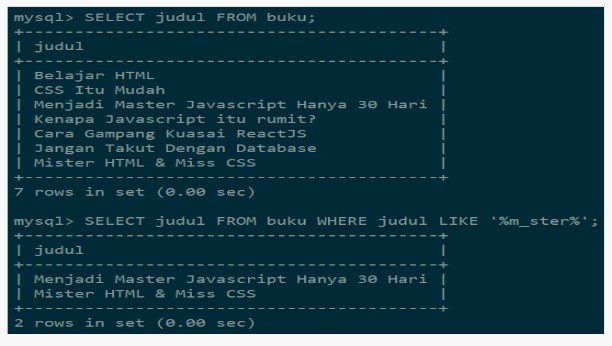 mysql> SELECT judul FROM buku;
+-----------------------------------------+
| judul                                   |
+-----------------------------------------+
| Belajar HTML                            |
| CSS Itu Mudah                           |
| Menjadi Master Javascript Hanya 30 Hari |
| Kenapa Javascript itu rumit?            |
| Cara Gampang Kuasai ReactJS             |
| Jangan Takut Dengan Database            |
| Mister HTML & Miss CSS                  |
+-----------------------------------------+
7 rows in set (0.00 sec)

mysql> SELECT judul FROM buku WHERE judul LIKE '%m_ster%';
+-----------------------------------------+
| judul                                   |
+-----------------------------------------+
| Menjadi Master Javascript Hanya 30 Hari |
| Mister HTML & Miss CSS                  |
+-----------------------------------------+
2 rows in set (0.00 sec)